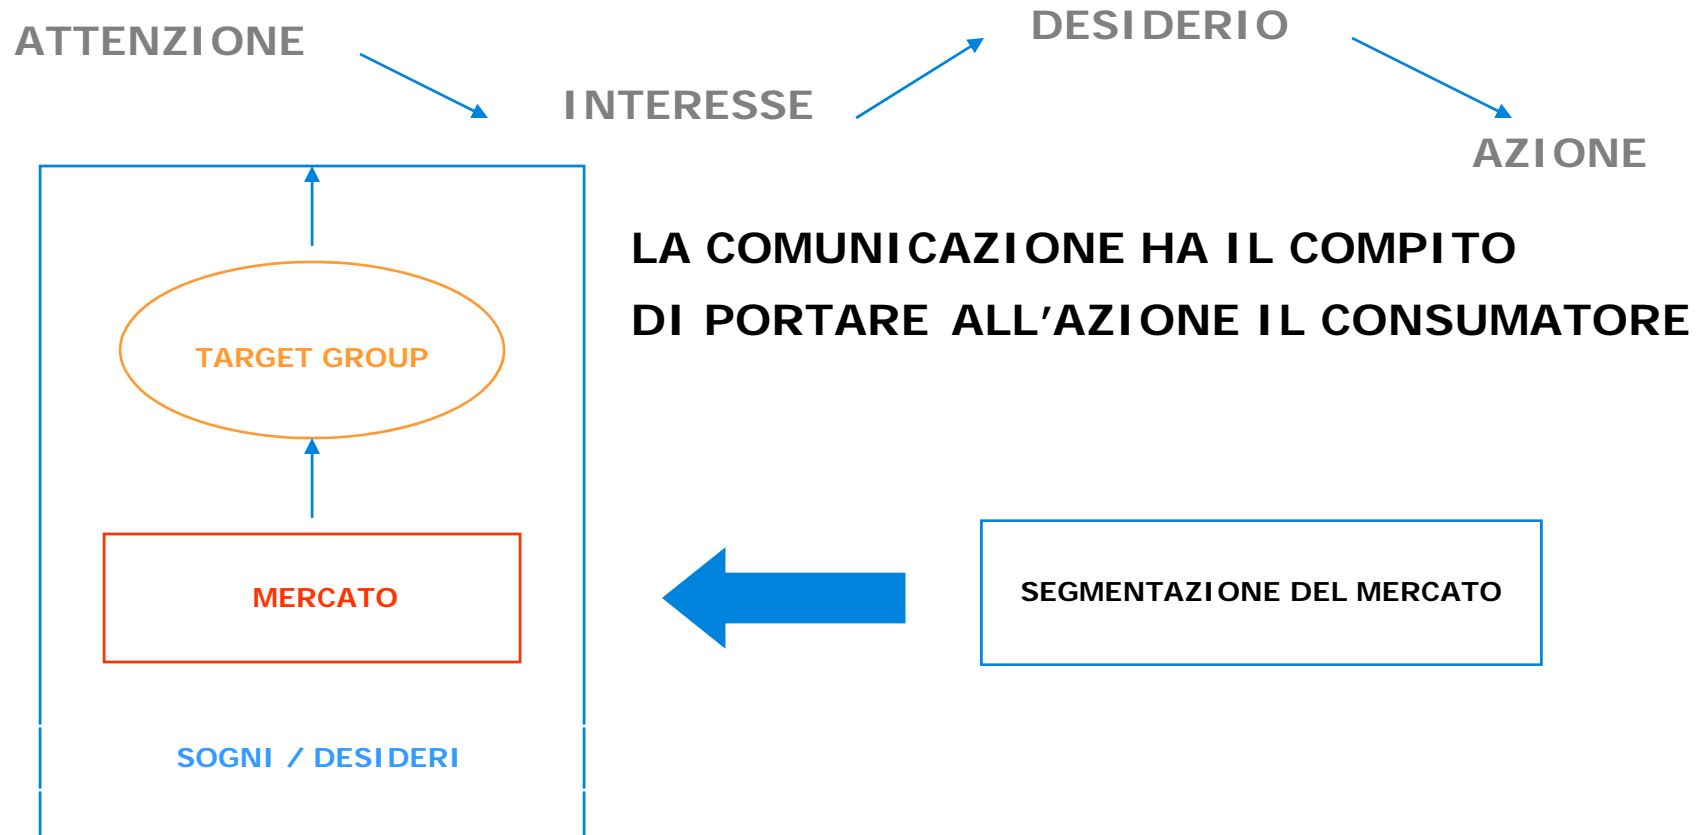 ATTENZIONE
INTERESSE
DESIDERIO
AZIONE
LA COMUNICAZIONE HA IL COMPITO
DI PORTARE ALL’AZIONE IL CONSUMATORE
TARGET GROUP
MERCATO
SEGMENTAZIONE DEL MERCATO
SOGNI / DESIDERI